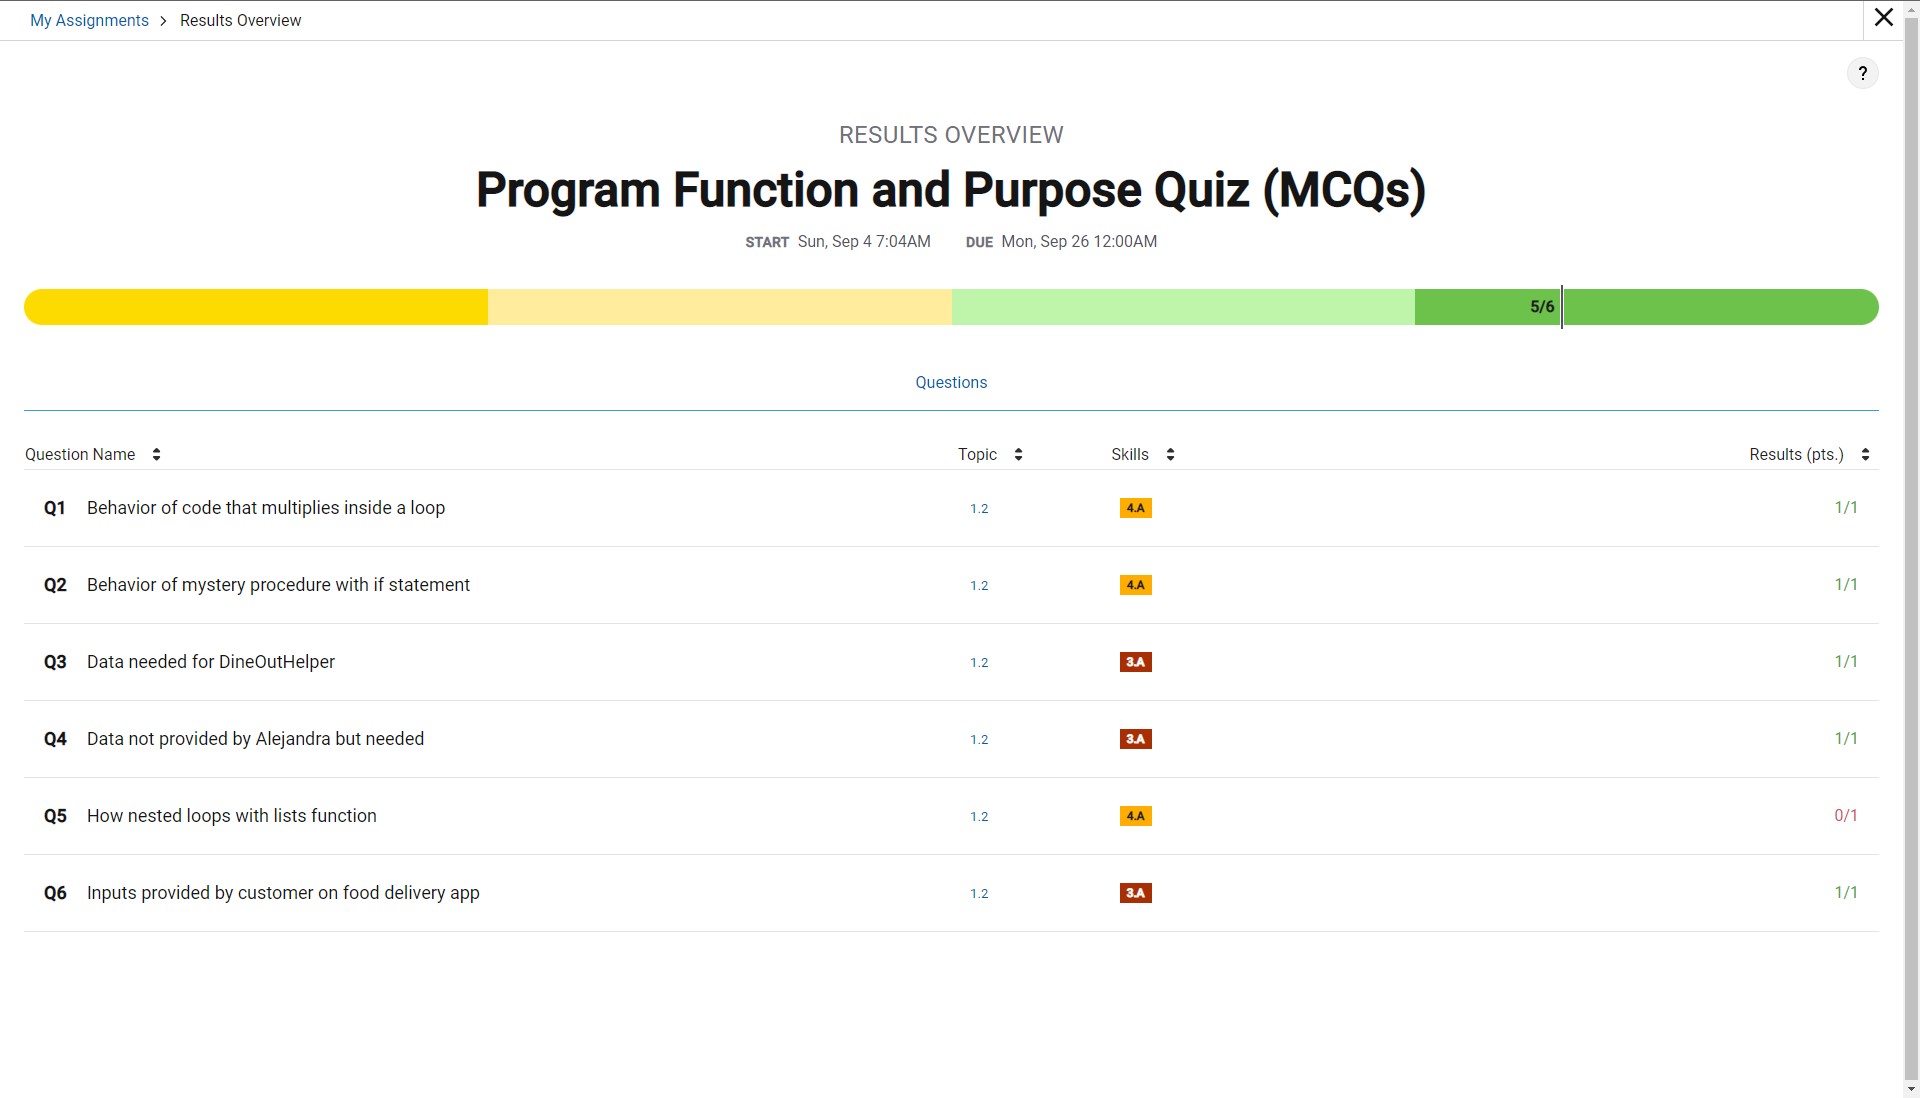 My Assignments > Results Overview
?
RESULTS OVERVIEW
Program Function and Purpose Quiz (MCQs)
START Sun, Sep 4 7:04AM DUE Mon, Sep 26 12:00AM
5/6
Questions
Question Name Topic Skills Results (pts.)
Q1 Behavior of code that multiplies inside a loop 1.2 4.A 1/1
Q2 Behavior of mystery procedure with if statement 1.2 4.A 1/1
Q3 Data needed for DineOutHelper 1.2 3.A 1/1
Q4 Data not provided by Alejandra but needed 1.2 3.A 1/1
Q5 How nested loops with lists function 1.2 4.A 0/1
Q6 Inputs provided by customer on food delivery app 1.2 3.A 1/1